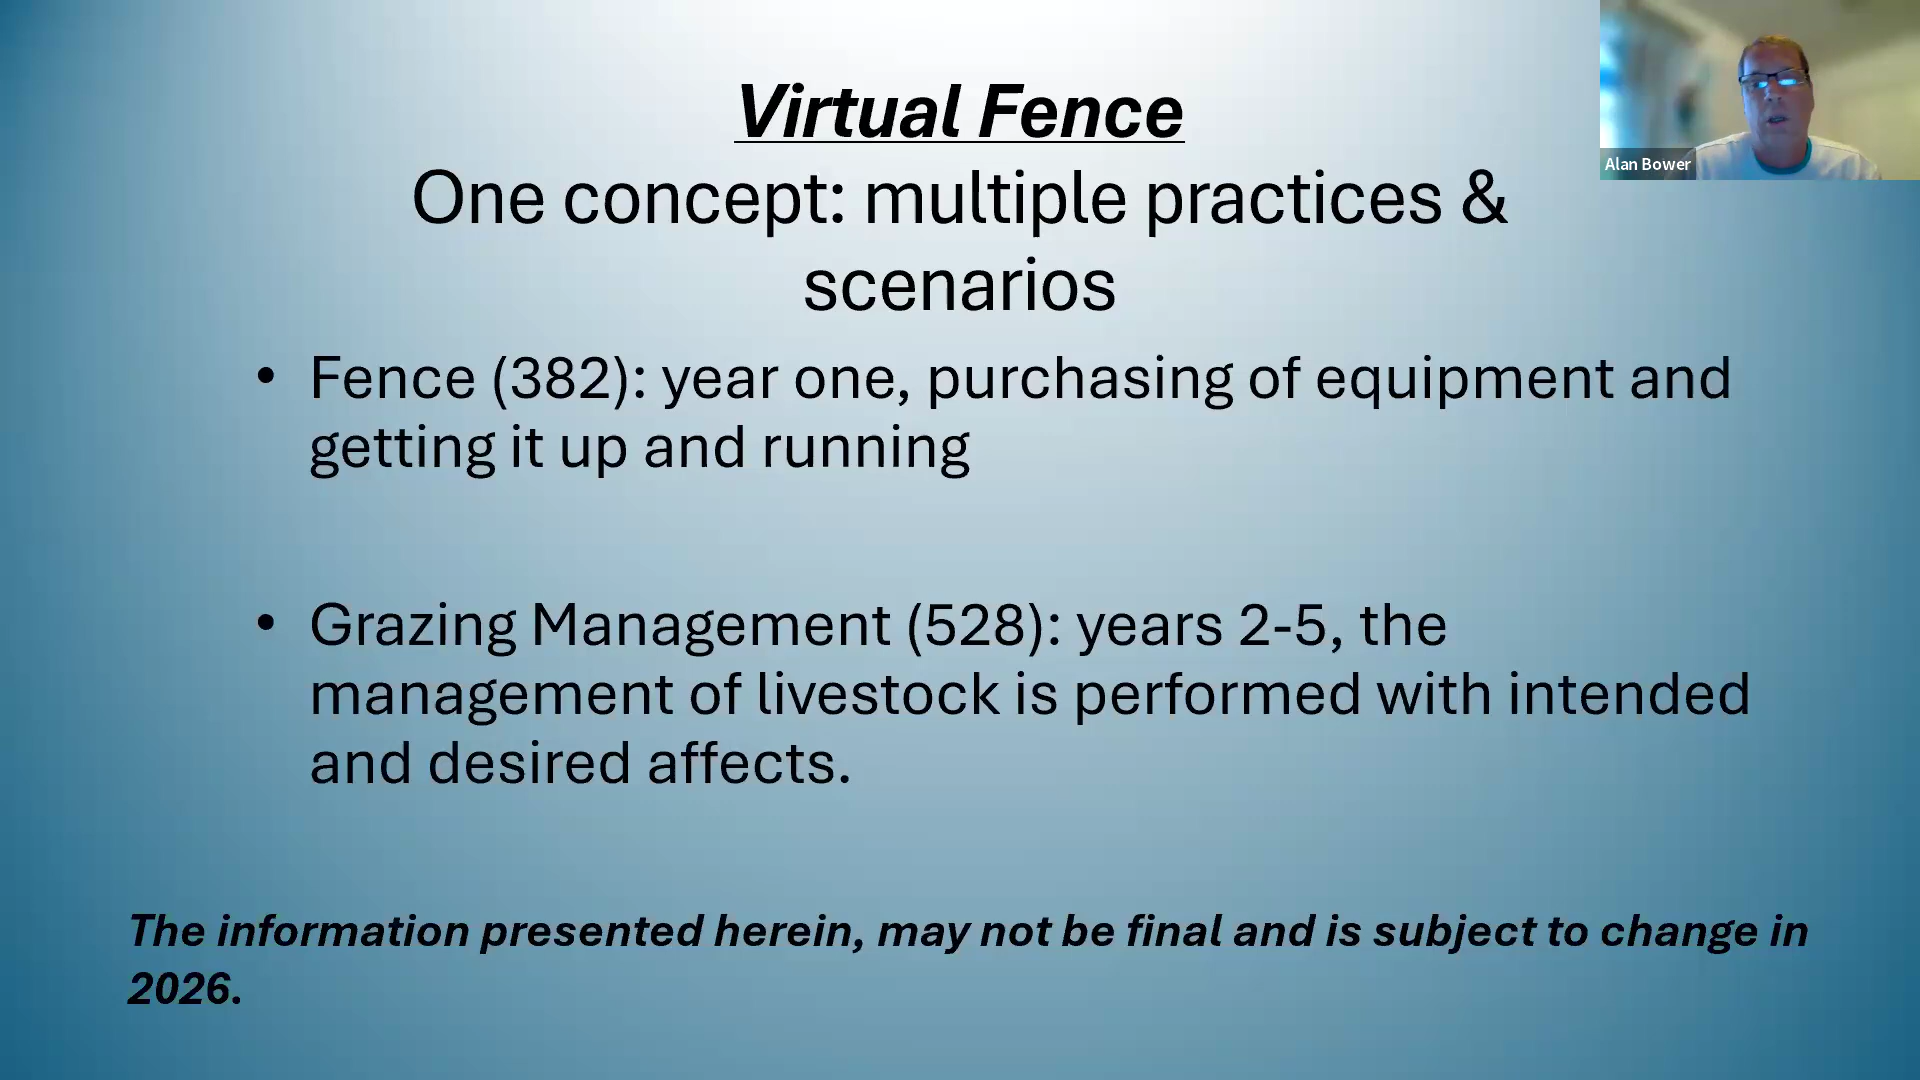 Virtual Fence
One concept: multiple practices &
scenarios
• Fence (382): year one, purchasing of equipment and
getting it up and running
• Grazing Management (528): years 2-5, the
management of livestock is performed with intended
and desired affects.
The information presented herein, may not be final and is subject to change in
2026.
Alan Bower